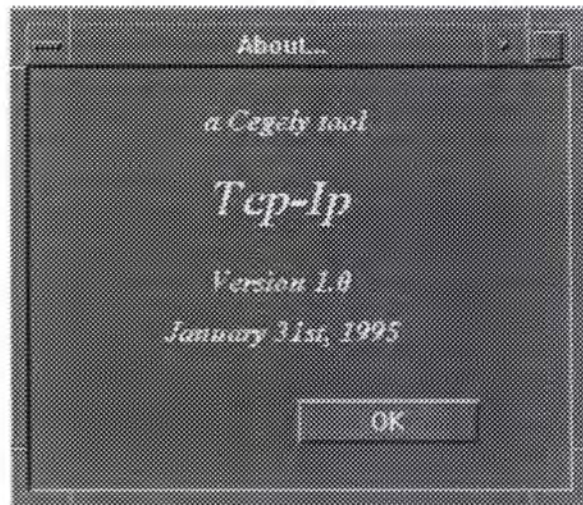 About...
a Cegely tool
Tcp-Ip
Version 1.0
January 31st, 1995
OK